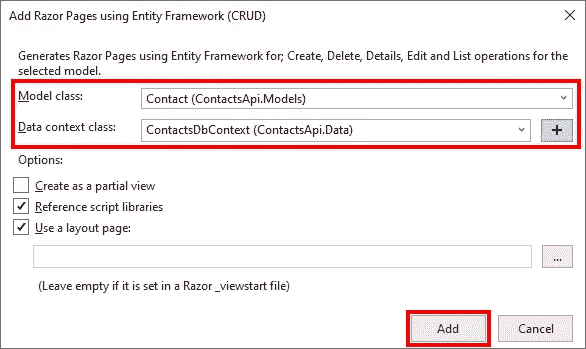 Add Razor Pages using Entity Framework (CRUD)
Generates Razor Pages using Entity Framework for; Create, Delete, Details, Edit and List operations for the
selected model.
Model class:
Contact (ContactsApi.Models)
Data context class:
ContactsDbContext (ContactsApi.Data)
+
Options:
Create as a partial view
Reference script libraries
Use a layout page:
...
(Leave empty if it is set in a Razor _viewstart file)
Add
Cancel